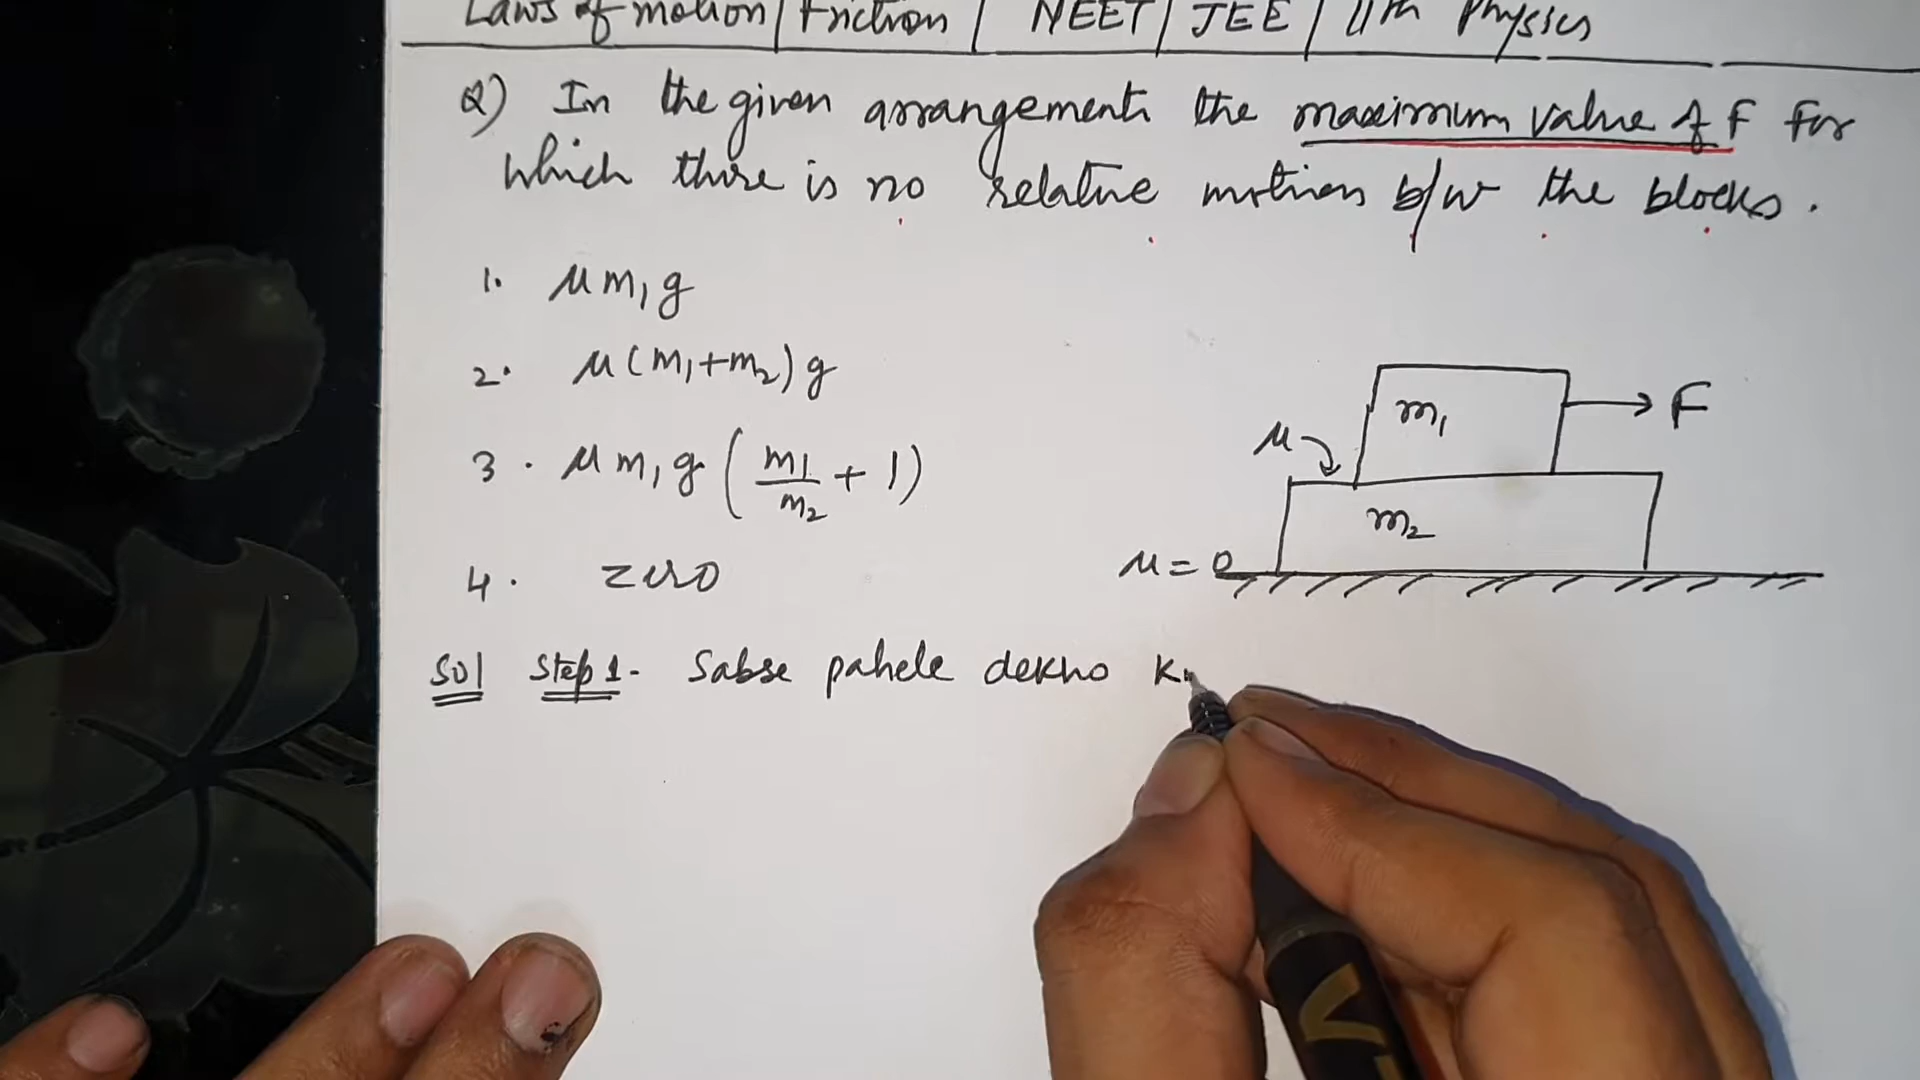 Laws of motion | Friction | NEET | JEE | 11th Physics
Q) In the given arrangement the maximum value of F for
which there is no relative motion b/w the blocks.
1. μ m₁ g
2. μ (m₁+m₂) g
3. μ m₁ g (m₁/m₂ + 1)
4. zero
m₁
F
μ
m₂
μ = 0
Sol Step 1- Sabse pahele dekho